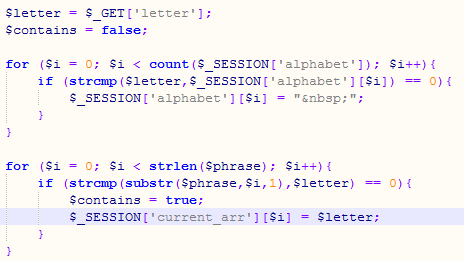 $letter = $_GET['letter'];
$contains = false;
for ($i = 0; $i < count($_SESSION['alphabet']); $i++){
if (strcmp($letter,$_SESSION['alphabet'][$i]) == 0){
$_SESSION['alphabet'][$i] = "&nbsp;";
}
}
for ($i = 0; $i < strlen($phrase); $i++){
if (strcmp(substr($phrase,$i,1),$letter) == 0){
$contains = true;
$_SESSION['current_arr'][$i] = $letter;
}
}